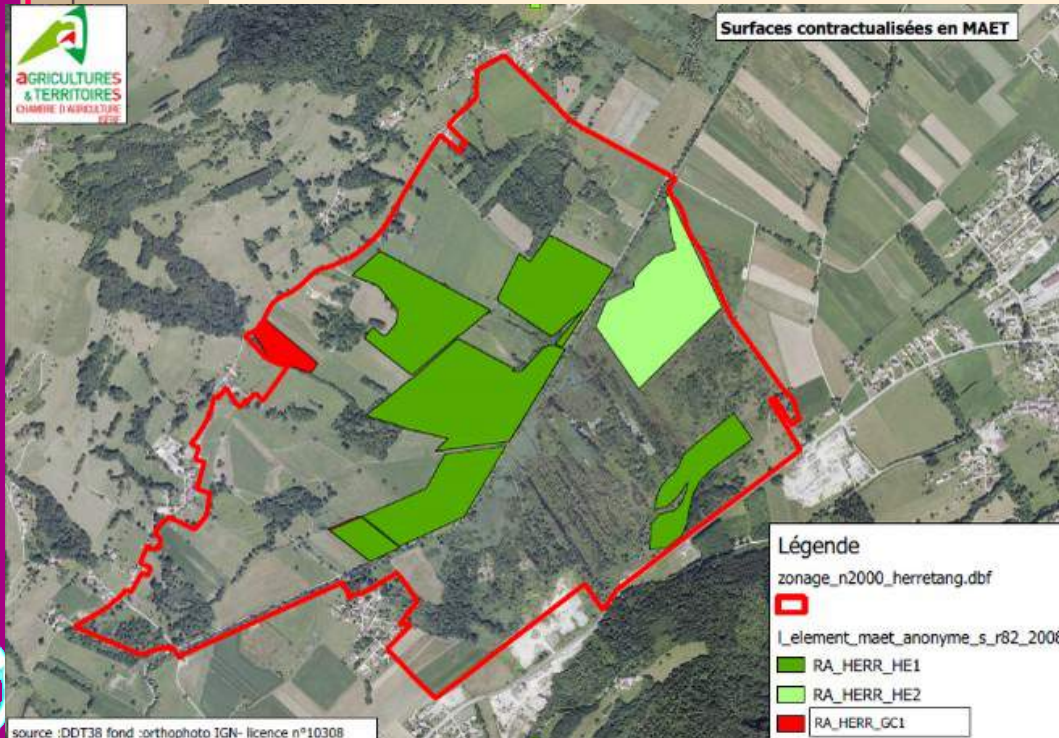 Surfaces contractualisées en MAET
AGRICULTURES
& TERRITOIRES
CHAMBRE D'AGRICULTURE
ISÈRE
Légende
zonage_n2000_herretang.dbf
l_element_maet_anonyme_s_r82_2008
RA_HERR_HE1
RA_HERR_HE2
RA_HERR_GC1
source :DDT38 fond :orthophoto IGN- licence n°10308